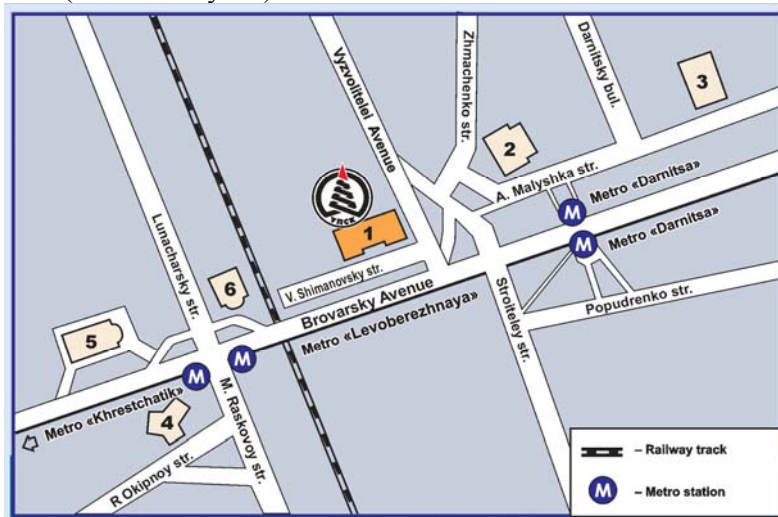 Vyzvolitelei Avenue
Zhmachenko str.
Darnitsky bul.
3
2
A. Malyshka str.
Metro «Darnitsa»
M
УПСК
1
Lunacharsky str.
M
Metro «Darnitsa»
V. Shimanovsky str.
6
Brovarsky Avenue
Stroiteley str.
Popudrenko str.
5
Metro «Levoberezhnaya»
M
M
Metro «Khrestchatik»
4
M. Raskovoy str.
R Okipnoy str.
– Railway track
M – Metro station